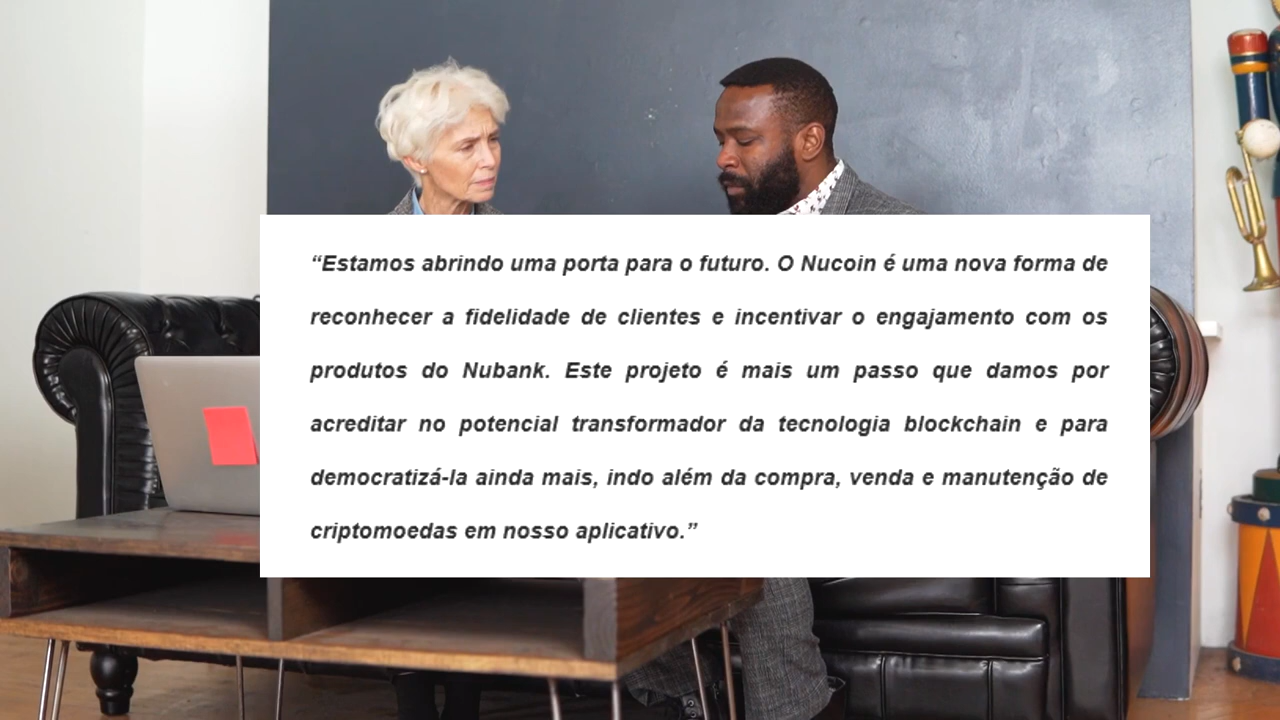 “Estamos abrindo uma porta para o futuro. O Nucoin é uma nova forma de
reconhecer a fidelidade de clientes e incentivar o engajamento com os
produtos do Nubank. Este projeto é mais um passo que damos por
acreditar no potencial transformador da tecnologia blockchain e para
democratizá-la ainda mais, indo além da compra, venda e manutenção de
criptomoedas em nosso aplicativo.”